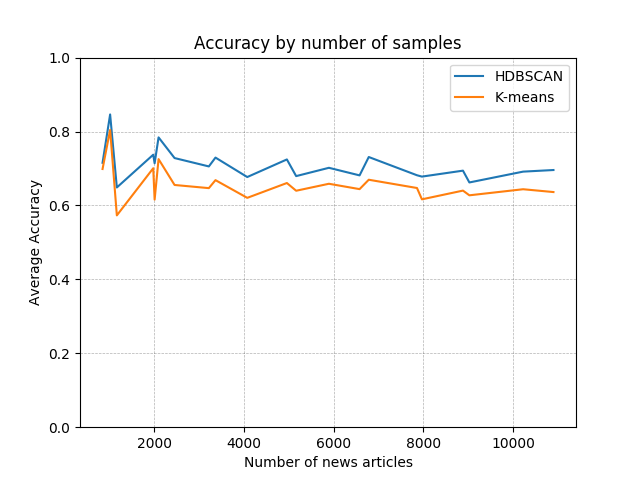 Accuracy by number of samples
HDBSCAN
K-means
1.0
0.8
0.6
0.4
0.2
0.0
Average Accuracy
2000 4000 6000 8000 10000
Number of news articles